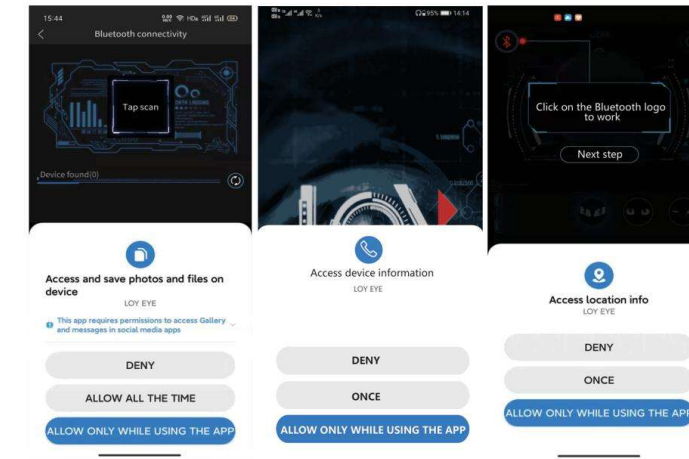 15:44
Bluetooth connectivity
Tap scan
Device found(0)
Access and save photos and files on
device
LOY EYE
This app requires permissions to access Gallery
and messages in social media apps
DENY
ALLOW ALL THE TIME
ALLOW ONLY WHILE USING THE APP
95% 14:14
Access device information
LOY EYE
DENY
ONCE
ALLOW ONLY WHILE USING THE APP
Click on the Bluetooth logo
to work
Next step
Access location info
LOY EYE
DENY
ONCE
ALLOW ONLY WHILE USING THE APP